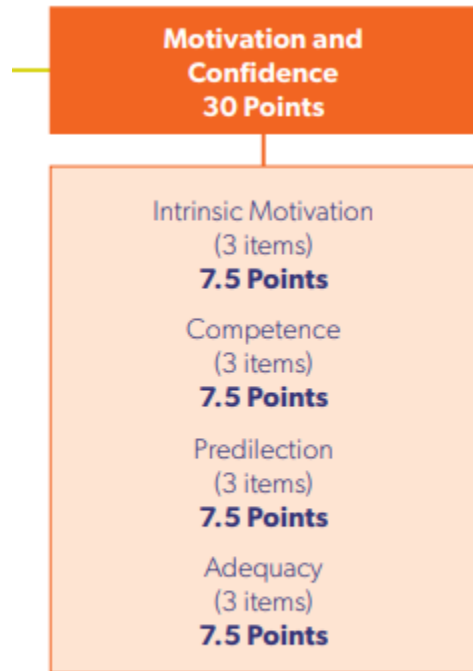 Motivation and
Confidence
30 Points
Intrinsic Motivation
(3 items)
7.5 Points
Competence
(3 items)
7.5 Points
Predilection
(3 items)
7.5 Points
Adequacy
(3 items)
7.5 Points